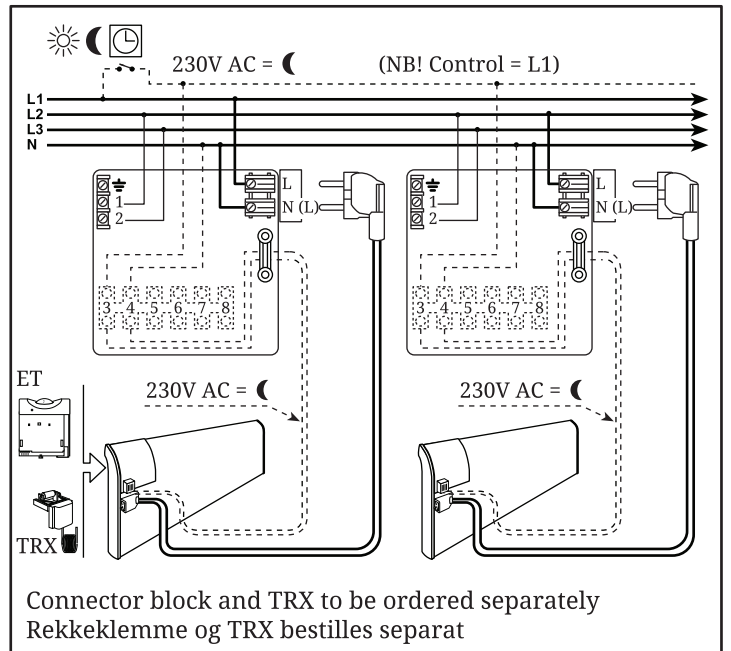 230V AC = (NB! Control = L1)
L1
L2
L3
N
L
1 N (L)
2
3 4 5 6 7 8
L
1 N (L)
2
3 4 5 6 7 8
ET
230V AC =
230V AC =
TRX
Connector block and TRX to be ordered separately
Rekkeklemme og TRX bestilles separat